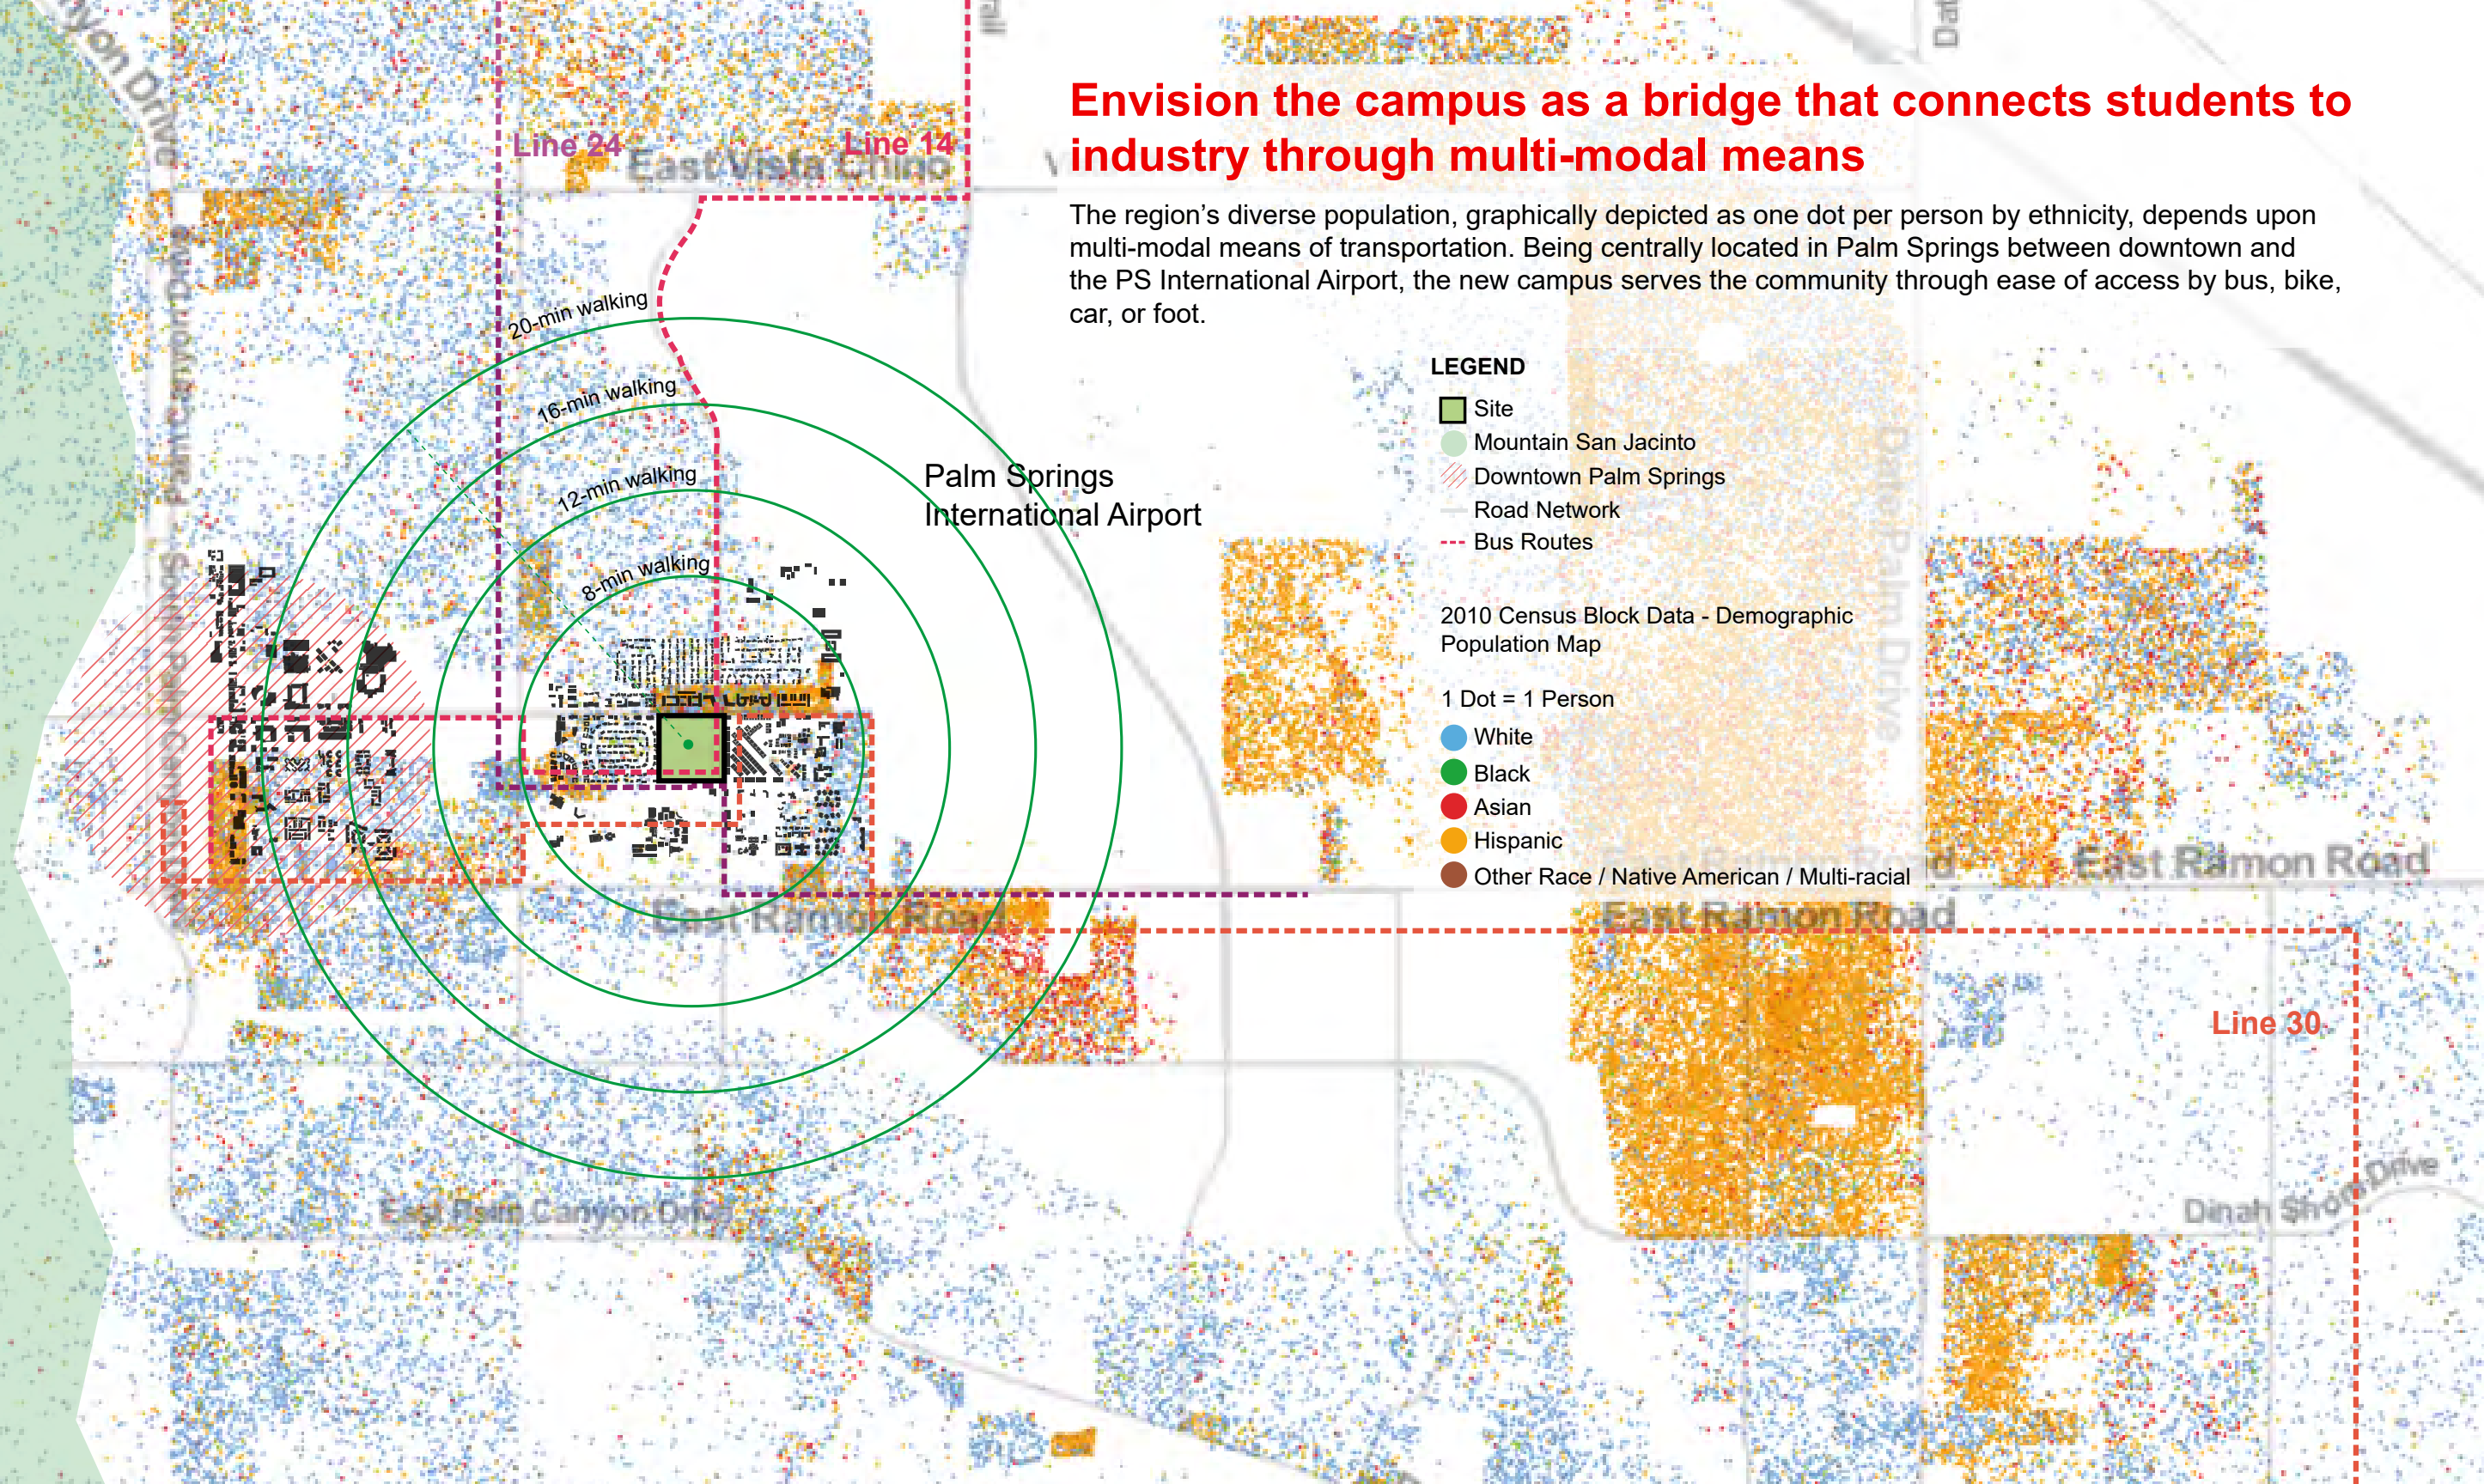 Envision the campus as a bridge that connects students to
industry through multi-modal means
The region’s diverse population, graphically depicted as one dot per person by ethnicity, depends upon
multi-modal means of transportation. Being centrally located in Palm Springs between downtown and
the PS International Airport, the new campus serves the community through ease of access by bus, bike,
car, or foot.
Line 24
Line 14
East Vista Chino
20-min walking
16-min walking
12-min walking
8-min walking
Palm Springs
International Airport
LEGEND
Site
Mountain San Jacinto
Downtown Palm Springs
Road Network
Bus Routes
2010 Census Block Data - Demographic
Population Map
1 Dot = 1 Person
White
Black
Asian
Hispanic
Other Race / Native American / Multi-racial
East Ramon Road
East Ramon Road
East Ramon Road
Line 30
Dinah Shore Drive
East Palm Canyon Drive
Palm Drive